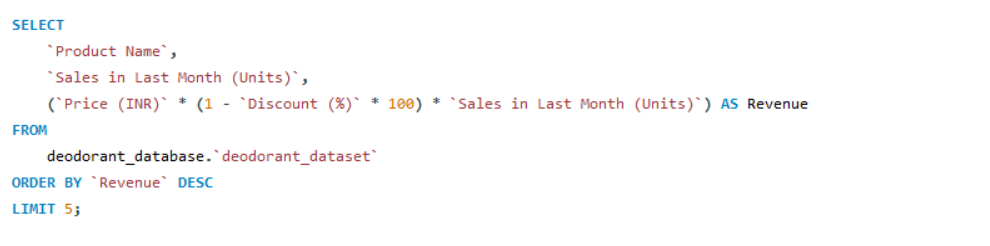 SELECT
    `Product Name`,
    `Sales in Last Month (Units)`,
    (`Price (INR)` * (1 - `Discount (%)` * 100) * `Sales in Last Month (Units)`) AS Revenue
FROM
    deodorant_database.`deodorant_dataset`
ORDER BY `Revenue` DESC
LIMIT 5;